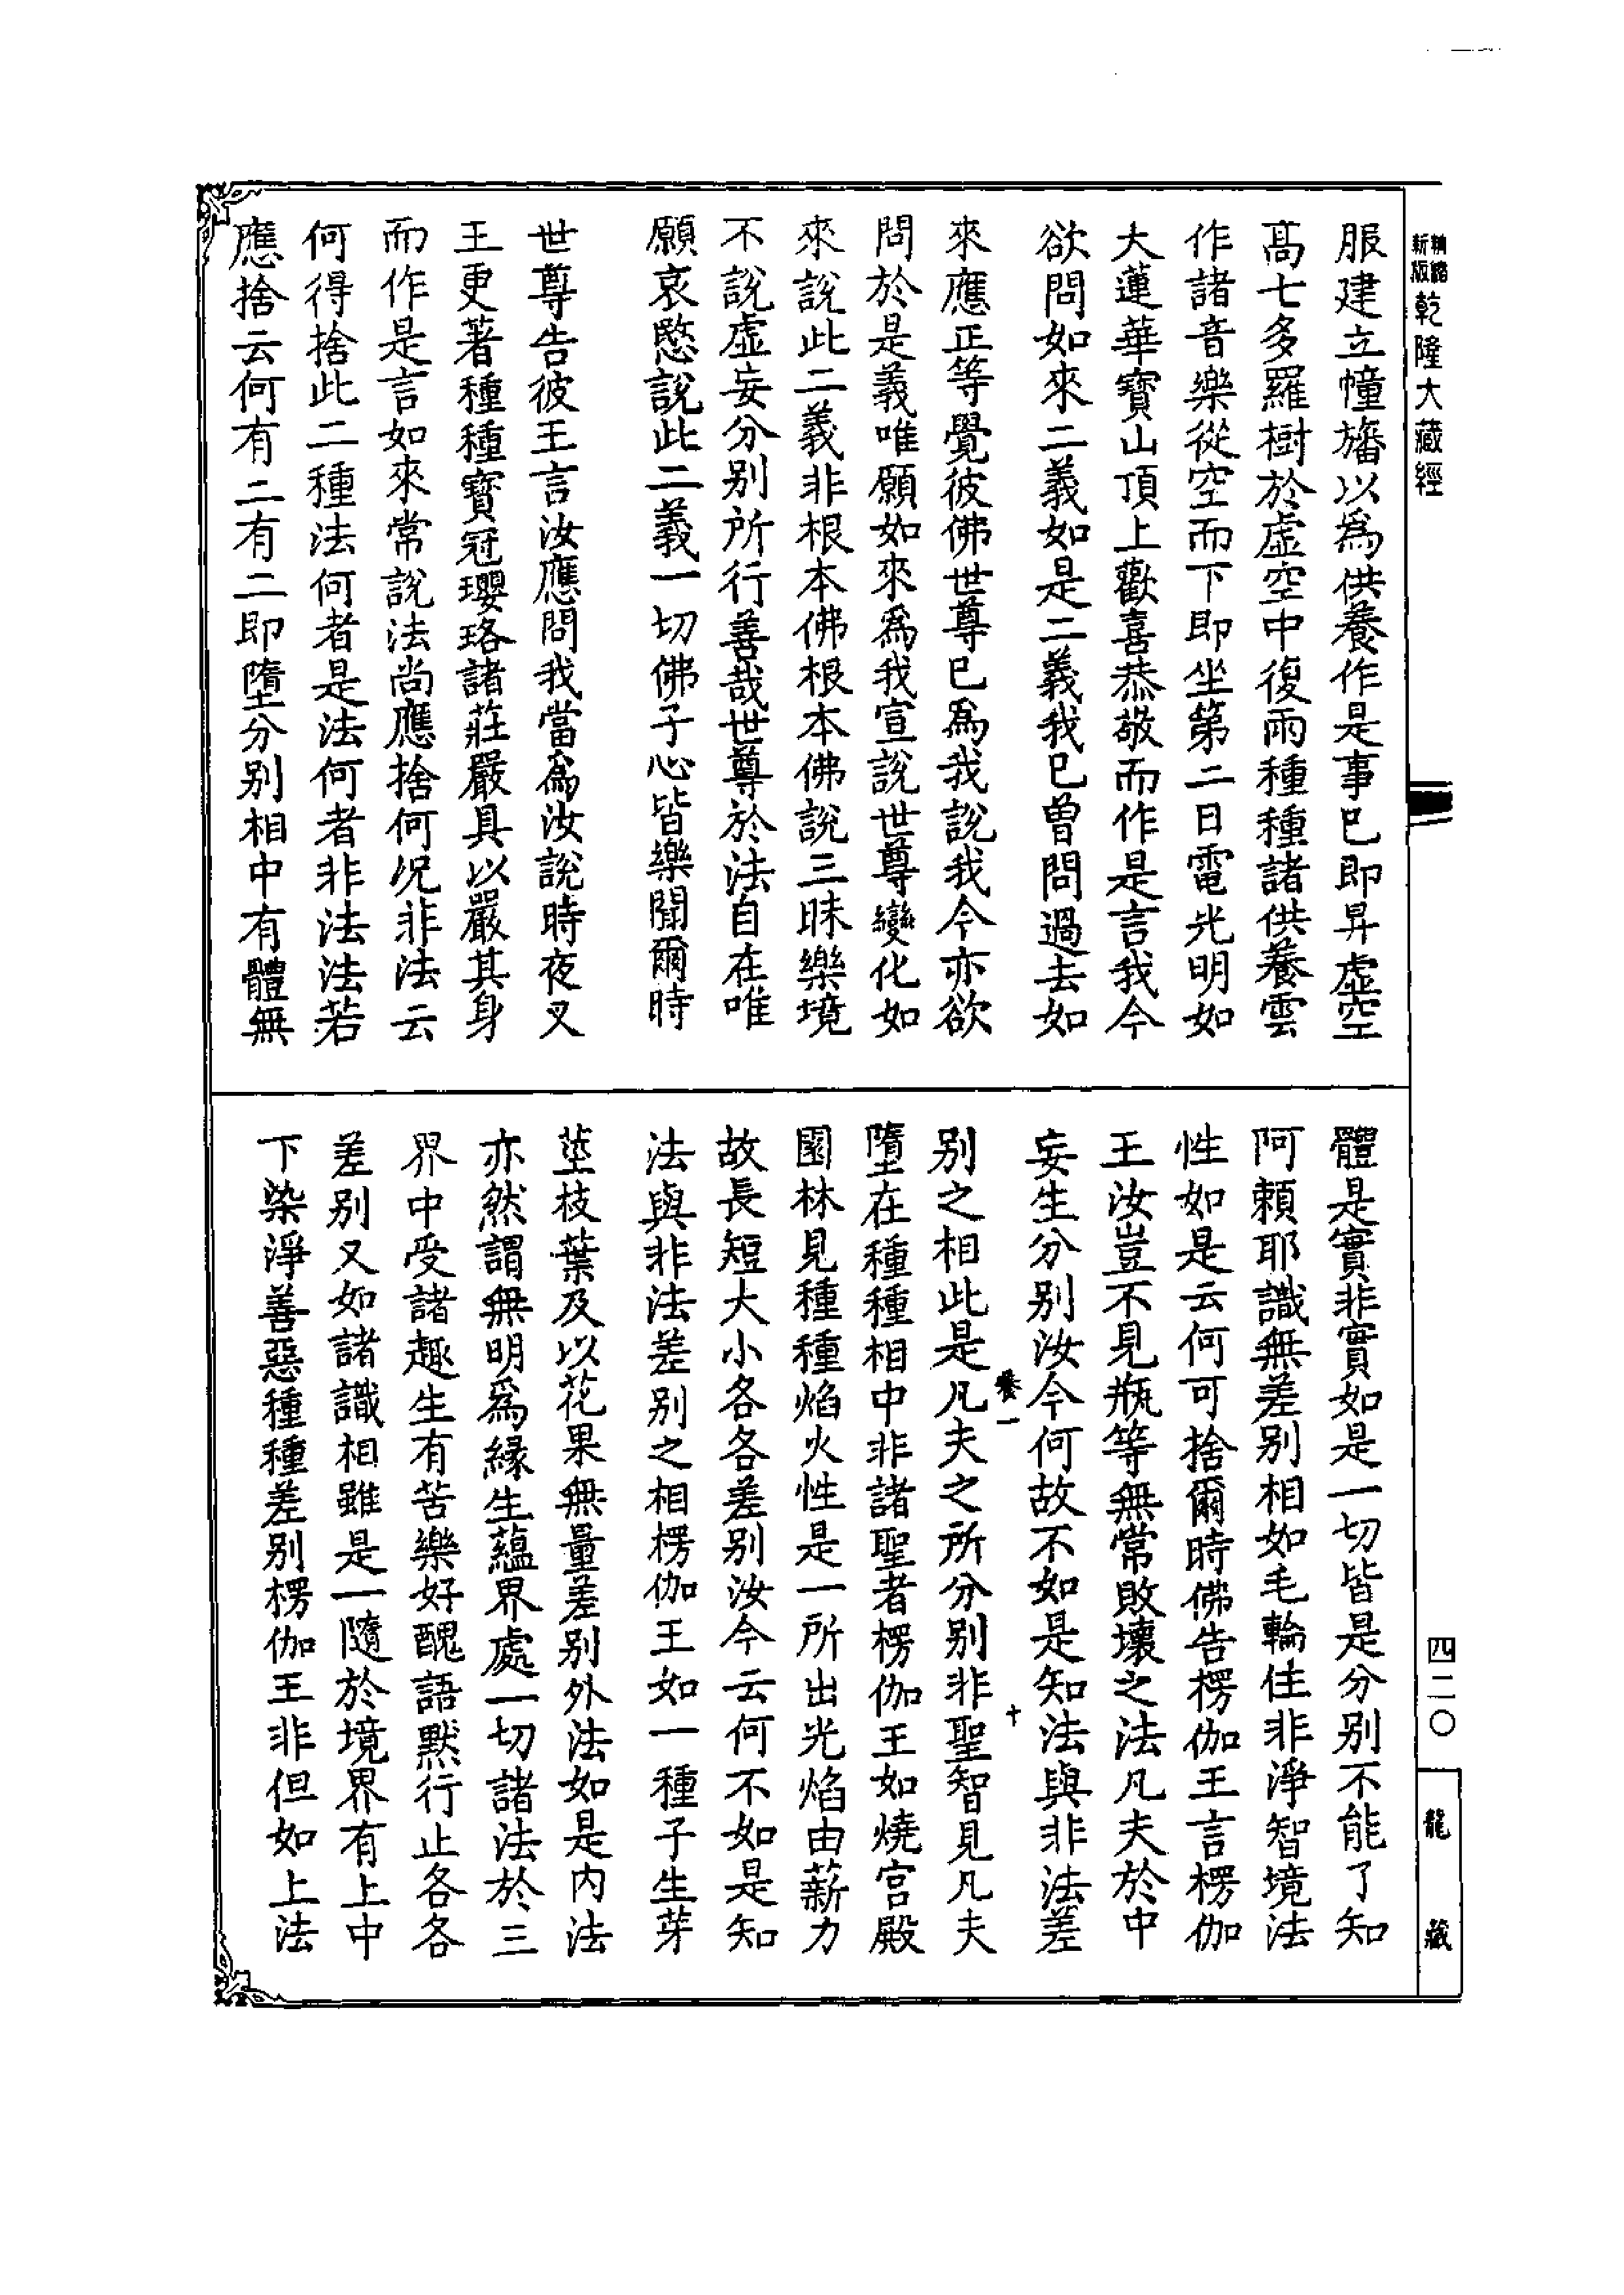 新版
精縮
乾隆大藏經
四二〇
龍藏
服建立幢旛以為供養作是事已即昇虛空
高七多羅樹於虛空中復雨種種諸供養雲
作諸音樂從空而下即坐第二日電光明如
大蓮華寶山頂上歡喜恭敬而作是言我今
欲問如來二義如是二義我已曾問過去如
來應正等覺彼佛世尊已為我說我今亦欲
問於是義唯願如來為我宣說世尊變化如
來說此二義非根本佛根本佛說三昧樂境
不說虛妄分別所行善哉世尊於法自在唯
願哀愍說此二義一切佛子心皆樂聞爾時
世尊告彼王言汝應問我當為汝說時夜叉
王更著種種寶冠瓔珞諸莊嚴具以嚴其身
而作是言如來常說法尚應捨何況非法云
何得捨此二種法何者是法何者非法法若
應捨云何有二有二即墮分別相中有體無
體是實非實如是一切皆是分別不能了知
阿賴耶識無差別相如毛輪住非淨智境法
性如是云何可捨爾時佛告楞伽王言楞伽
王汝豈不見瓶等無常敗壞之法凡夫於中
妄生分別汝今何故不如是知法與非法差
別之相此是凡夫之所分別非聖智見凡夫
墮在種種相中非諸聖者楞伽王如燒宮殿
園林見種種焰火性是一所出光焰由薪力
故長短大小各各差別汝今云何不如是知
法與非法差別之相楞伽王如一種子生芽
莖枝葉及以花果無量差別外法如是內法
亦然謂無明為緣生蘊界處一切諸法於三
界中受諸趣生有苦樂好醜語默行止各各
差別又如諸識相雖是一隨於境界有上中
下染淨善惡種種差別楞伽王非但如上法
養一
十